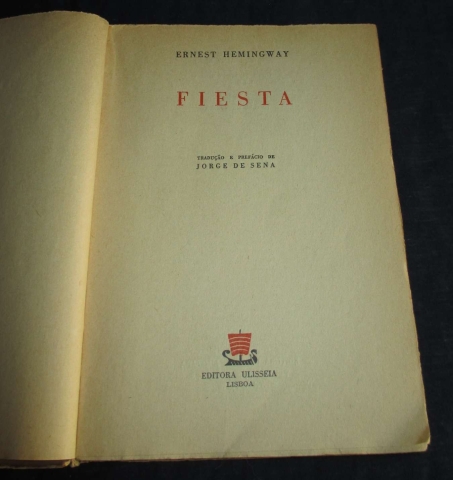 ERNEST HEMINGWAY
FIESTA
TRADUÇÃO E PREFÁCIO DE
JORGE DE SENA
EDITORA ULISSEIA
LISBOA